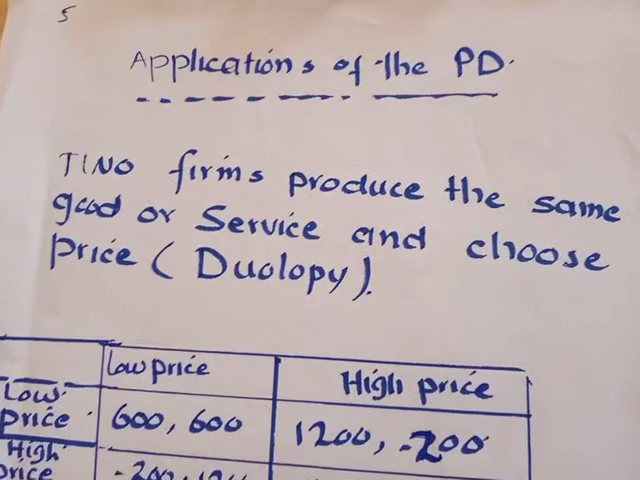 5
Applications of the PD.
TWO firms produce the same
good or Service and choose
price (Duolopy).
Low price High price
Low price 600, 600 1200, -200
High price